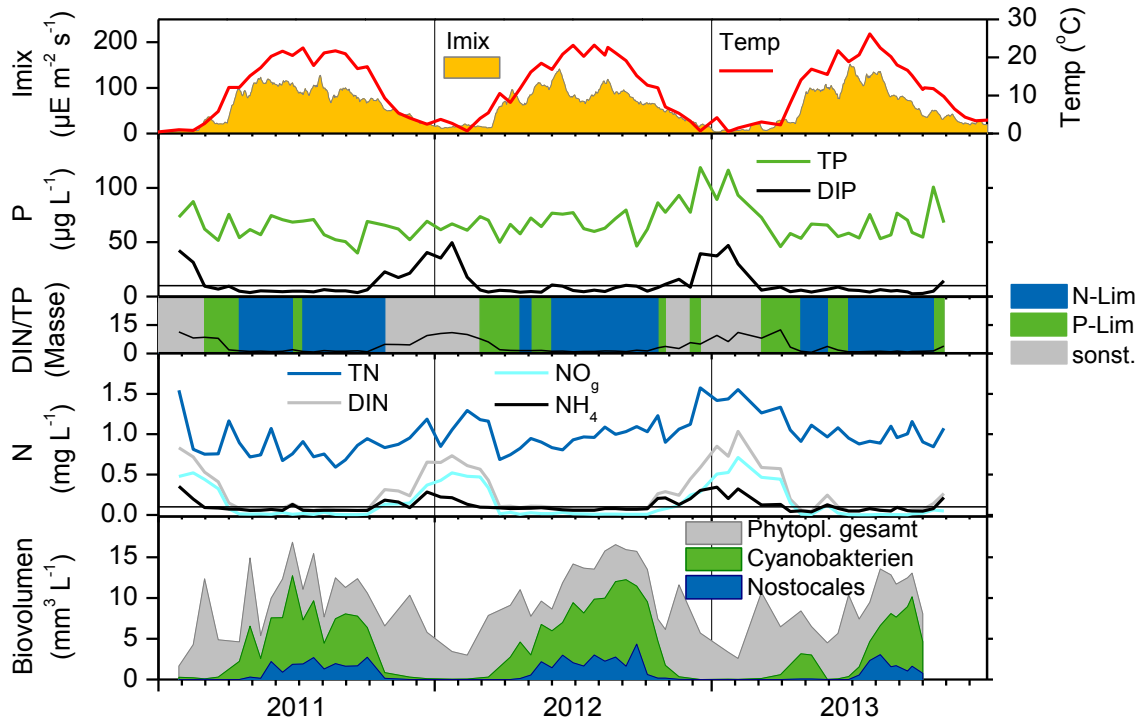 Imix
(µE m⁻² s⁻¹)
200
100
0
Imix
Temp
30
20
10
0
Temp (°C)
P
(µg L⁻¹)
100
50
0
TP
DIP
DIN/TP
(Masse)
15
0
N-Lim
P-Lim
sonst.
N
(mg L⁻¹)
1.5
1.0
0.5
0.0
TN
NOg
DIN
NH₄
Biovolumen
(mm³ L⁻¹)
15
10
5
0
Phytopl. gesamt
Cyanobakterien
Nostocales
2011
2012
2013